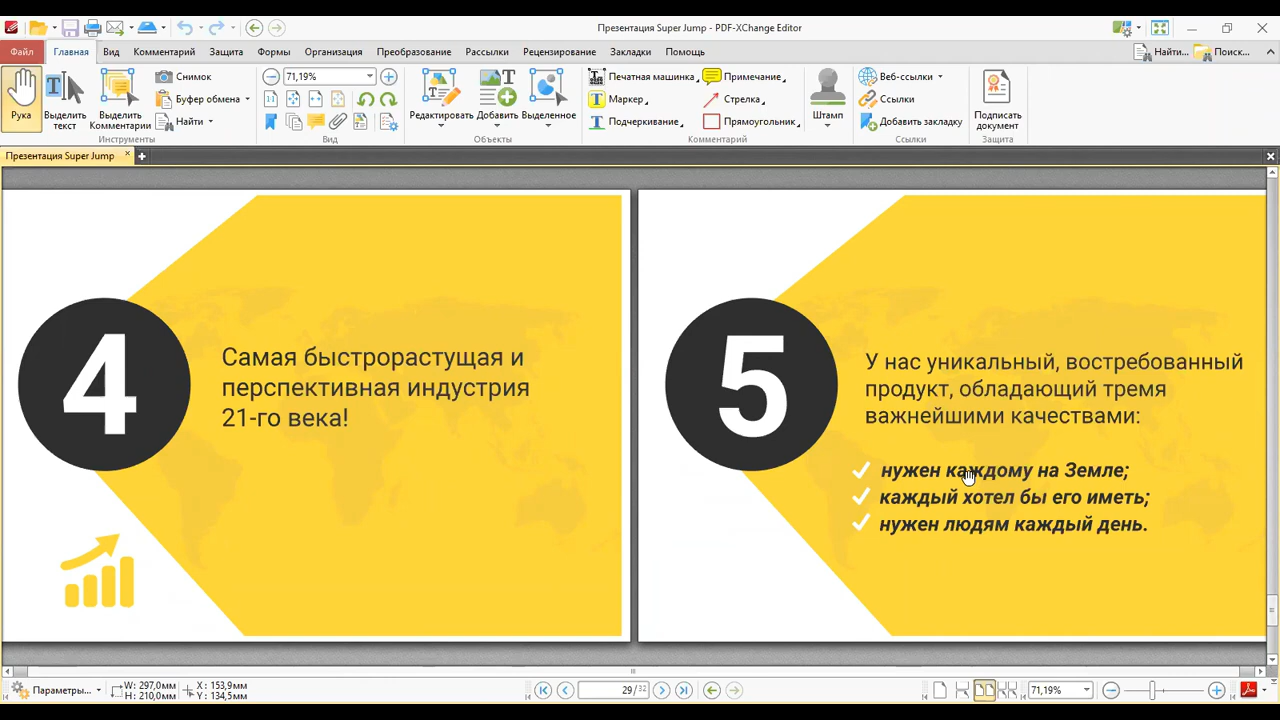 Презентация Super Jump - PDF-XChange Editor
Файл Главная Вид Комментарий Защита Формы Организация Преобразование Рассылки Рецензирование Закладки Помощь Найти... Поиск...
Рука
Выделить текст
Выделить Комментарии
Снимок
Буфер обмена
Найти
Инструменты
71,19%
Вид
Редактировать
Добавить
Выделенное
Объекты
Печатная машинка
Маркер
Подчеркивание
Примечание
Стрелка
Прямоугольник
Штамп
Комментарий
Веб-ссылки
Ссылки
Добавить закладку
Ссылки
Подписать документ
Защита
Презентация Super Jump
4
Самая быстрорастущая и
перспективная индустрия
21-го века!
5
У нас уникальный, востребованный
продукт, обладающий тремя
важнейшими качествами:
нужен каждому на Земле;
каждый хотел бы его иметь;
нужен людям каждый день.
Параметры...
W: 297,0мм
H: 210,0мм
X: 153,9мм
Y: 134,5мм
29 / 32
71,19%